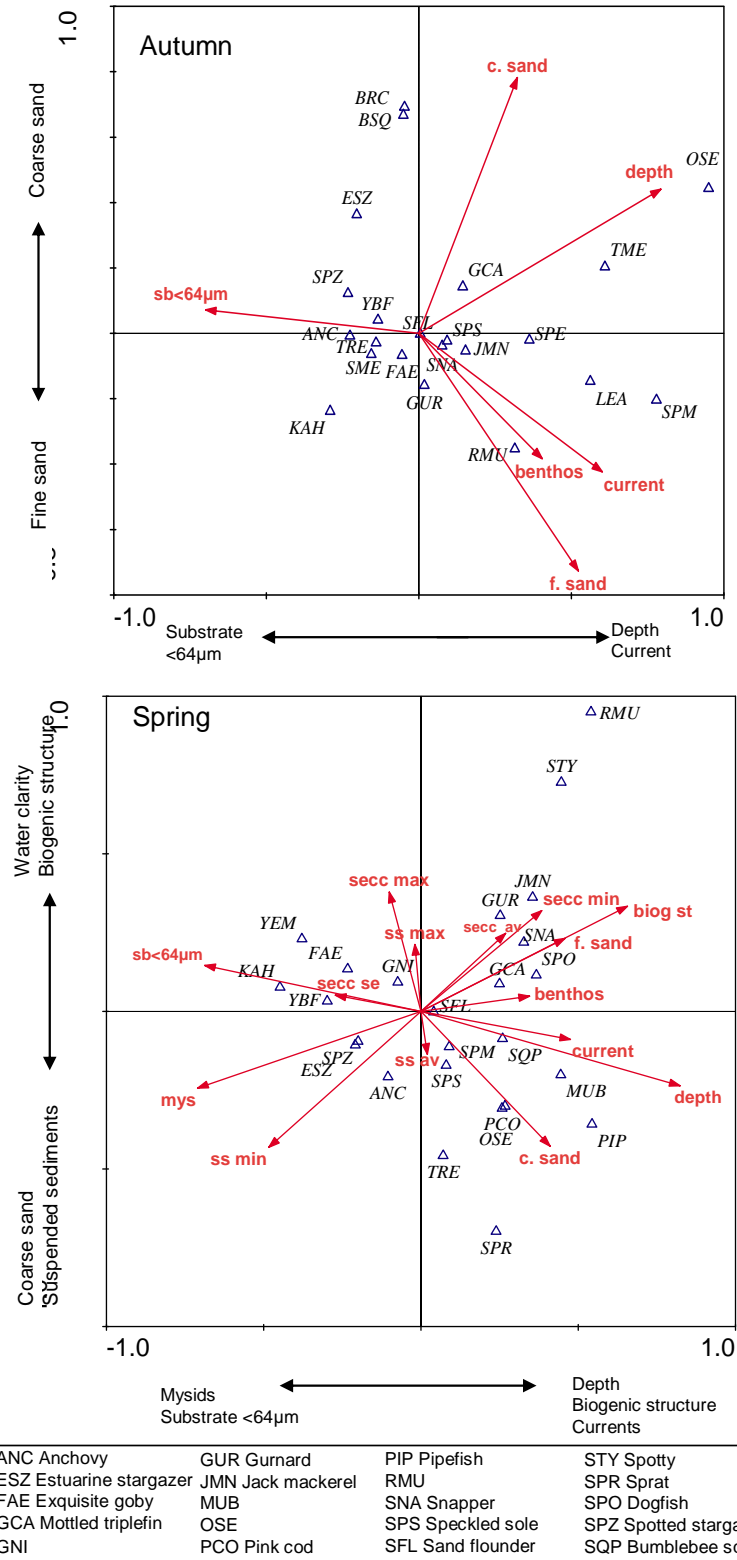 1.0
Autumn
c. sand
BRC
BSQ
Coarse sand
OSE
depth
ESZ
TME
GCA
SPZ
sb<64µm
YBF
SFL
SPS
SPE
ANC
TRE
JMN
SME
FAE
SNA
GUR
LEA
SPM
KAH
RMU
benthos
current
Fine sand
f. sand
-1.0
1.0
Substrate
<64µm
Depth
Current
1.0
Spring
RMU
STY
Water clarity
Biogenic structure
secc max
JMN
GUR
secc min
biog st
YEM
ss max
secc av
SNA
f. sand
sb<64µm
FAE
SPO
KAH
secc se
GNI
GCA
YBF
benthos
SFL
SPZ
ESZ
ss av
SPM
SQP
current
ANC
SPS
MUB
depth
mys
PCO
OSE
PIP
ss min
c. sand
TRE
SPR
Coarse sand
Suspended sediments
-1.0
1.0
Mysids
Substrate <64µm
Depth
Biogenic structure
Currents
ANC Anchovy GUR Gurnard PIP Pipefish STY Spotty
ESZ Estuarine stargazer JMN Jack mackerel RMU SPR Sprat
FAE Exquisite goby MUB SNA Snapper SPO Dogfish
GCA Mottled triplefin OSE SPS Speckled sole SPZ Spotted
GNI PCO Pink cod SFL Sand flounder SQP Bumblebee